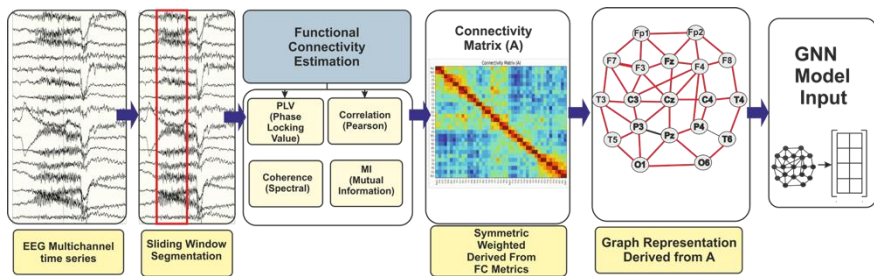 EEG Multichannel
time series
Sliding Window
Segmentation
Functional
Connectivity
Estimation
PLV
(Phase
Locking
Value)
Correlation
(Pearson)
Coherence
(Spectral)
MI
(Mutual
Information)
Connectivity
Matrix (A)
Connectivity Matrix (A)
Symmetric
Weighted
Derived From
FC Metrics
Fp1 Fp2
F7 F3 Fz F4 F8
T3 C3 Cz C4 T4
P3 Pz P4
T5 T6
O1 O6
Graph Representation
Derived from A
GNN
Model
Input